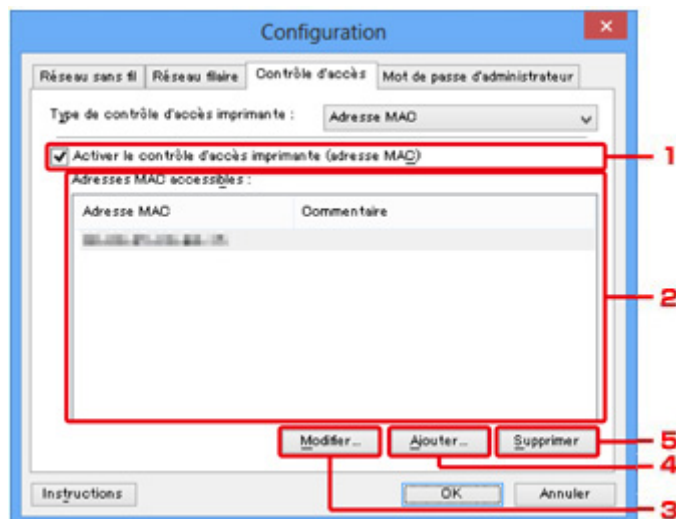 Configuration
Réseau sans fil
Réseau filaire
Contrôle d'accès
Mot de passe d'administrateur
Type de contrôle d'accès imprimante :
Adresse MAC
Activer le contrôle d'accès imprimante (adresse MAC)
1
Adresses MAC accessibles :
Adresse MAC
Commentaire
2
Modifier...
Ajouter...
Supprimer
5
4
Instructions
OK
Annuler
3